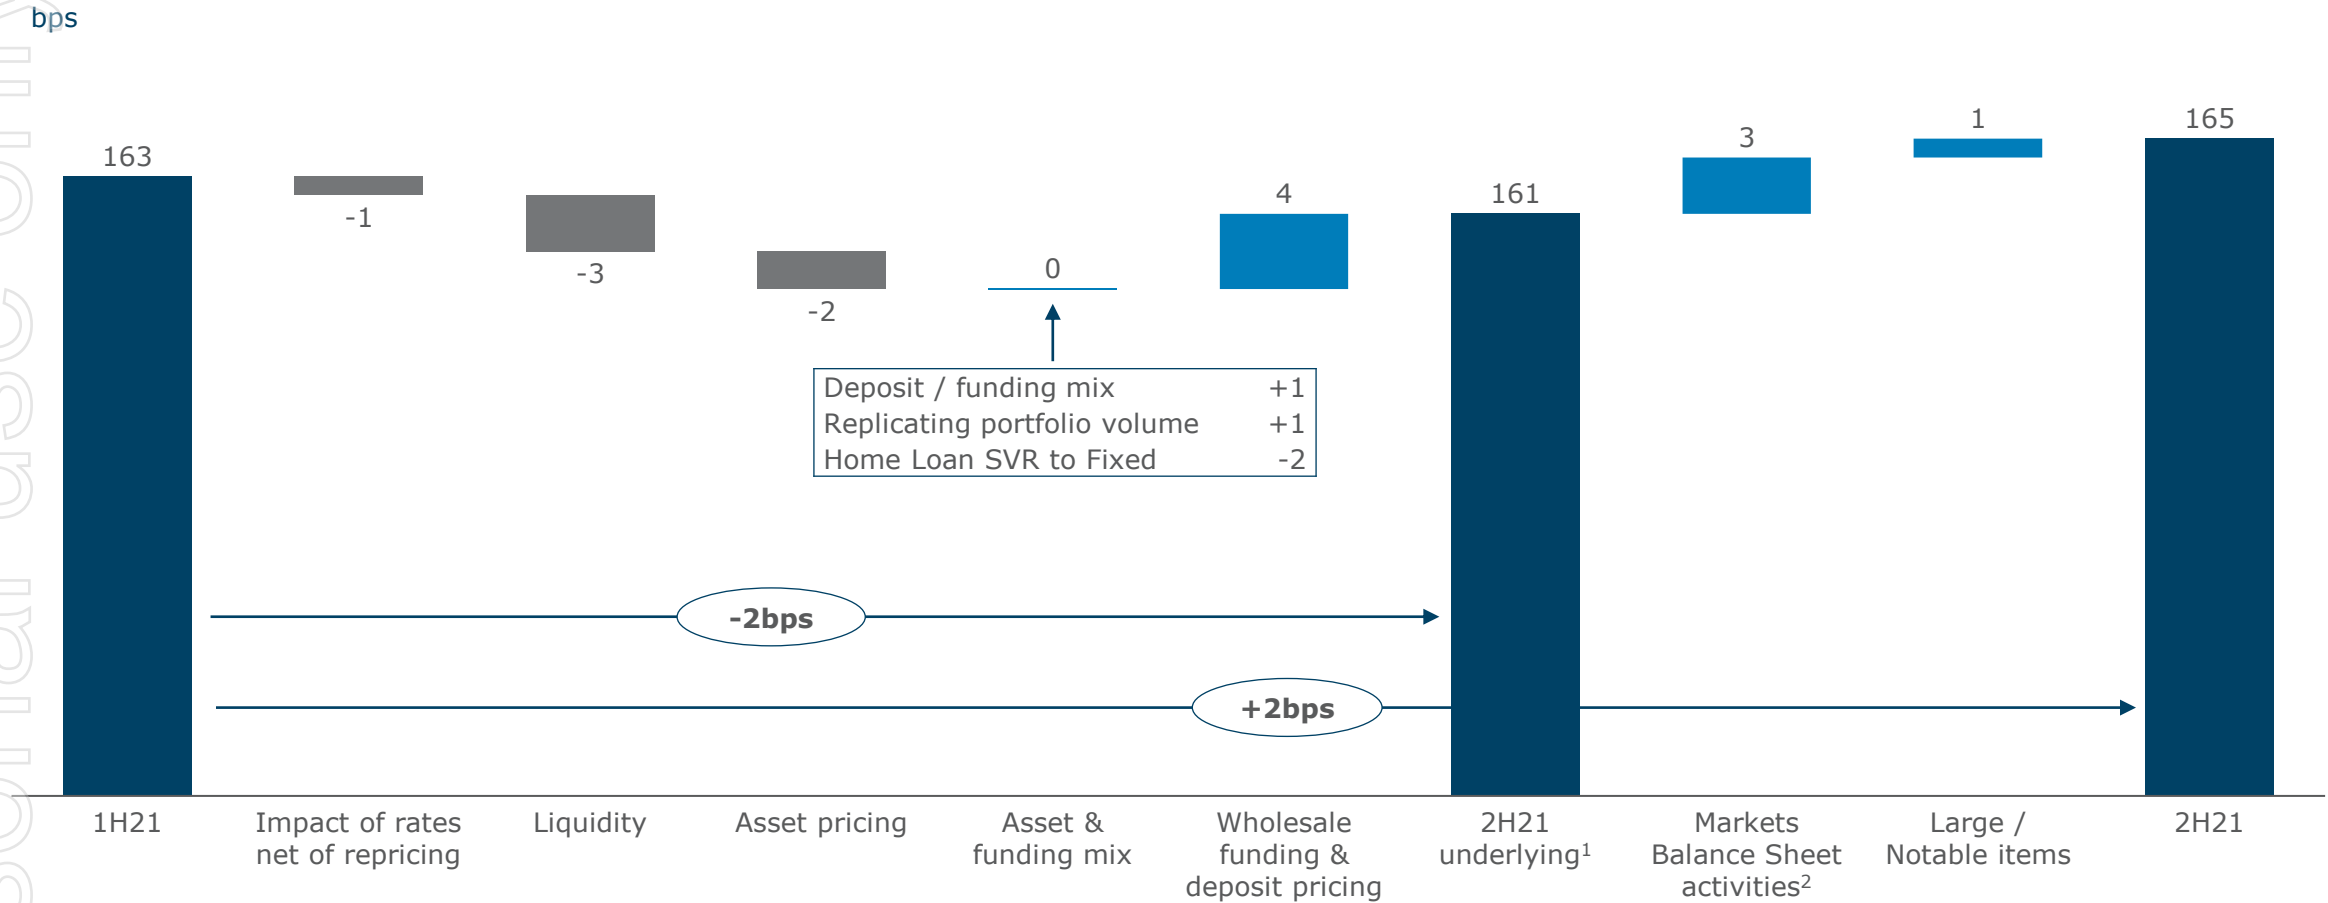 bps
163
-1
-3
-2
0
4
161
3
1
165
Deposit / funding mix +1
Replicating portfolio volume +1
Home Loan SVR to Fixed -2
-2bps
+2bps
1H21
Impact of rates
net of repricing
Liquidity
Asset pricing
Asset &
funding mix
Wholesale
funding &
deposit pricing
2H21
underlying¹
Markets
Balance Sheet
activities²
Large /
Notable items
2H21